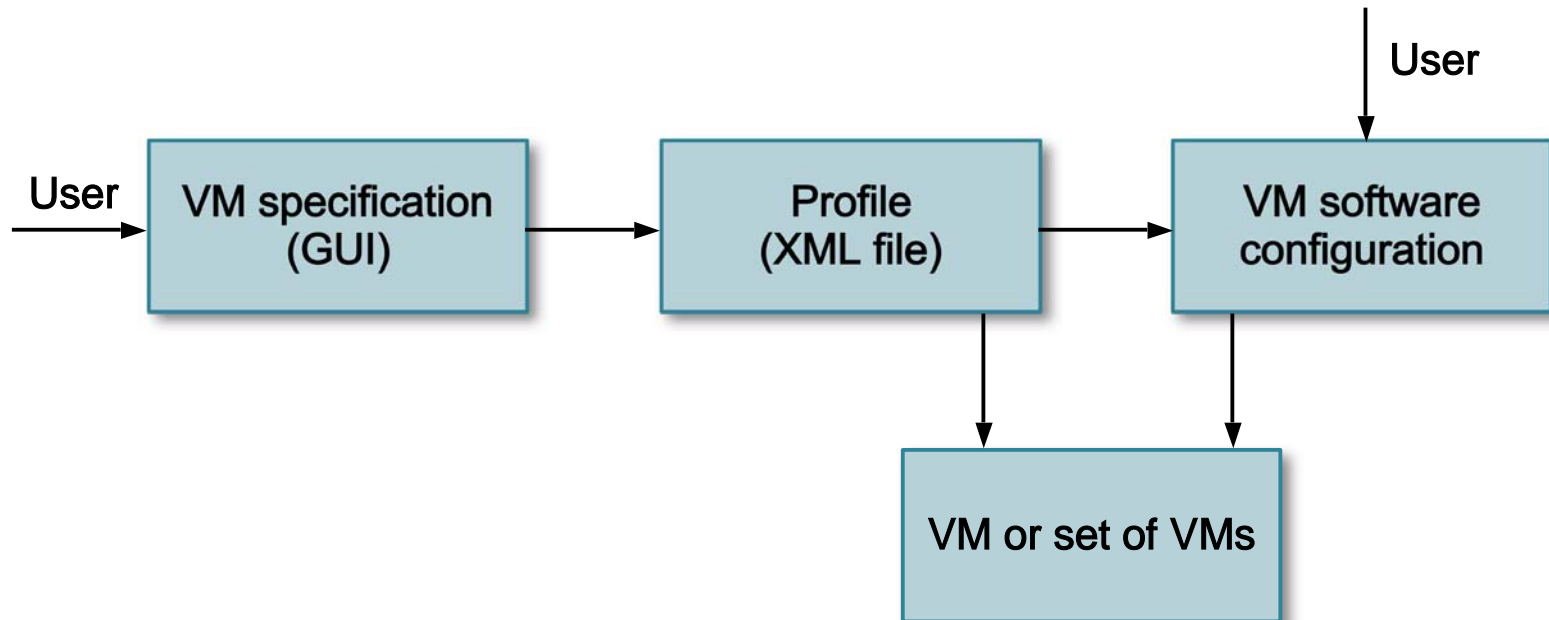 User
User
VM specification
(GUI)
Profile
(XML file)
VM software
configuration
VM or set of VMs